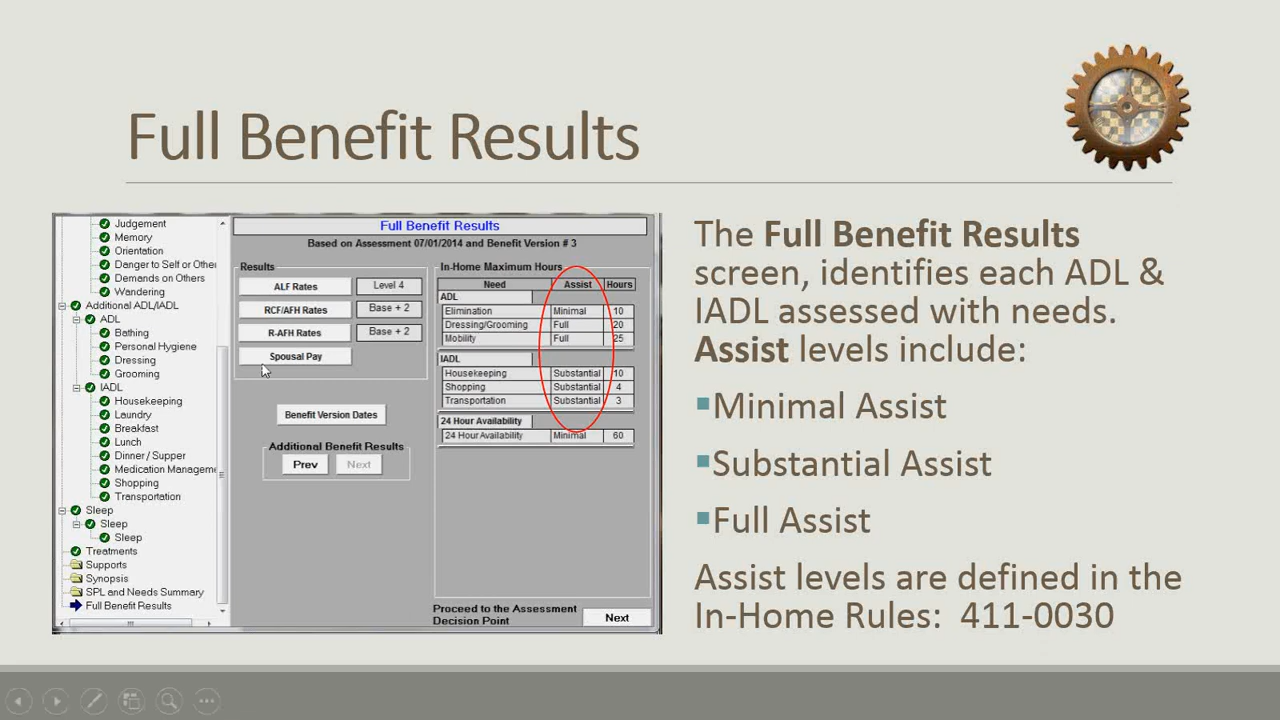 Full Benefit Results
Judgement
Memory
Orientation
Danger to Self or Other
Demands on Others
Wandering
Additional ADL/IADL
ADL
Bathing
Personal Hygiene
Dressing
Grooming
IADL
Housekeeping
Laundry
Breakfast
Lunch
Dinner / Supper
Medication Manageme
Shopping
Transportation
Sleep
Sleep
Sleep
Treatments
Supports
Synopsis
SPL and Needs Summary
Full Benefit Results
Full Benefit Results
Based on Assessment 07/01/2014 and Benefit Version # 3
Results
ALF Rates Level 4
RCF/AFH Rates Base + 2
R-AFH Rates Base + 2
Spousal Pay
Benefit Version Dates
Additional Benefit Results
Prev Next
In-Home Maximum Hours
Need Assist Hours
ADL
Elimination Minimal 10
Dressing/Grooming Full 20
Mobility Full 25
IADL
Housekeeping Substantial 10
Shopping Substantial 4
Transportation Substantial 3
24 Hour Availability
24 Hour Availability Minimal 60
Proceed to the Assessment
Decision Point Next
The Full Benefit Results
screen, identifies each ADL &
IADL assessed with needs.
Assist levels include:
▪Minimal Assist
▪Substantial Assist
▪Full Assist
Assist levels are defined in the
In-Home Rules: 411-0030